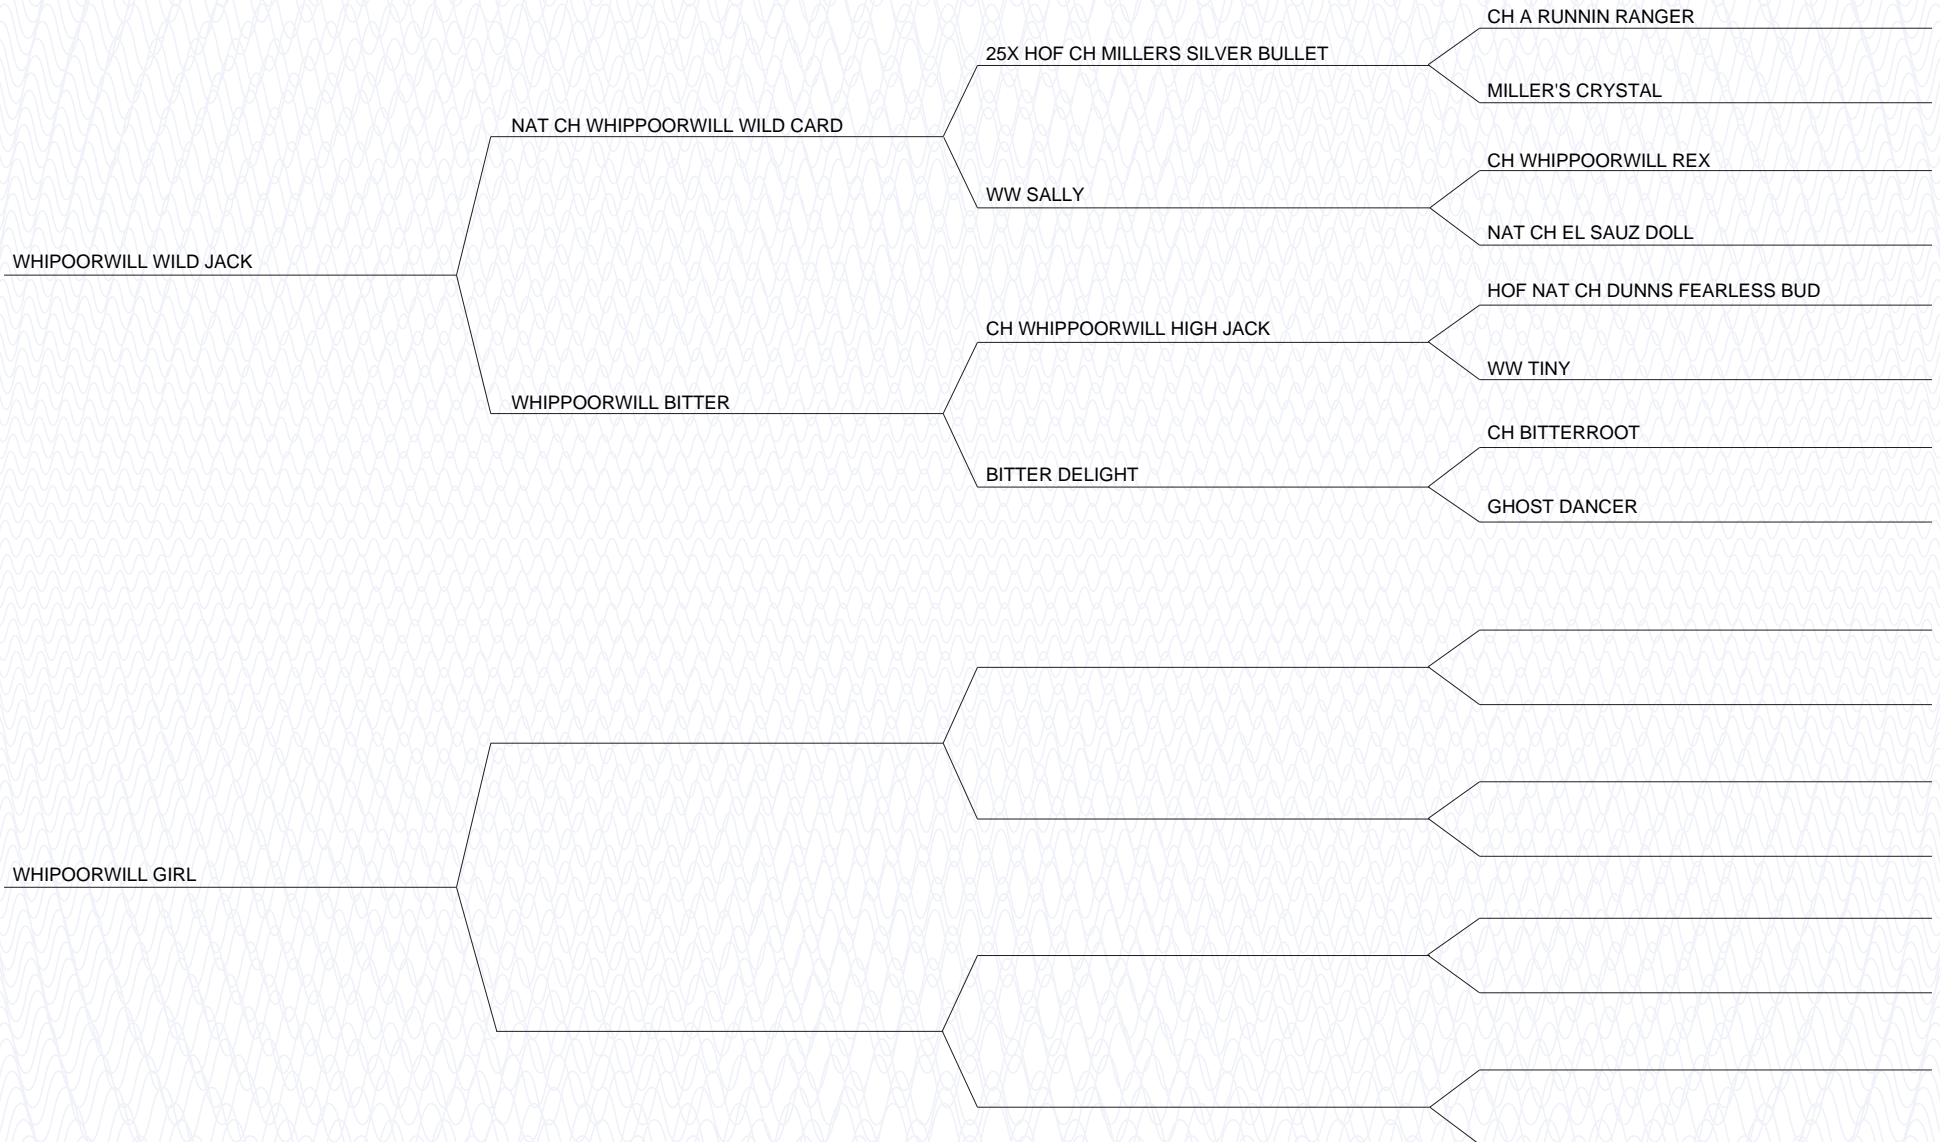 CH A RUNNIN RANGER
25X HOF CH MILLERS SILVER BULLET
MILLER'S CRYSTAL
NAT CH WHIPPOORWILL WILD CARD
CH WHIPPOORWILL REX
WW SALLY
NAT CH EL SAUZ DOLL
WHIPOORWILL WILD JACK
HOF NAT CH DUNNS FEARLESS BUD
CH WHIPPOORWILL HIGH JACK
WW TINY
WHIPPOORWILL BITTER
CH BITTERROOT
BITTER DELIGHT
GHOST DANCER
WHIPOORWILL GIRL